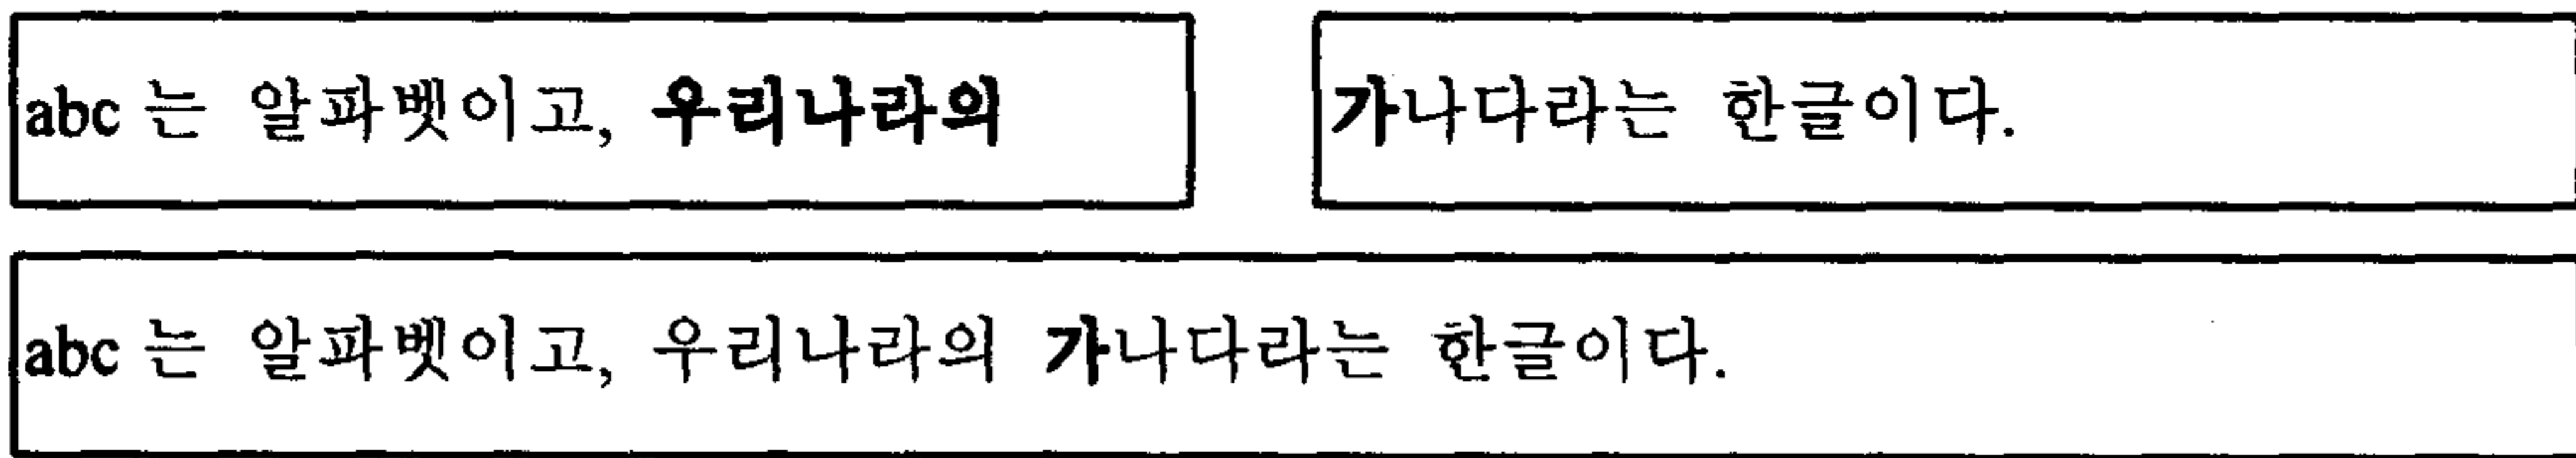 abc 는 알파벳이고, 우리나라의
가나다라는 한글이다.
abc 는 알파벳이고, 우리나라의 가나다라는 한글이다.